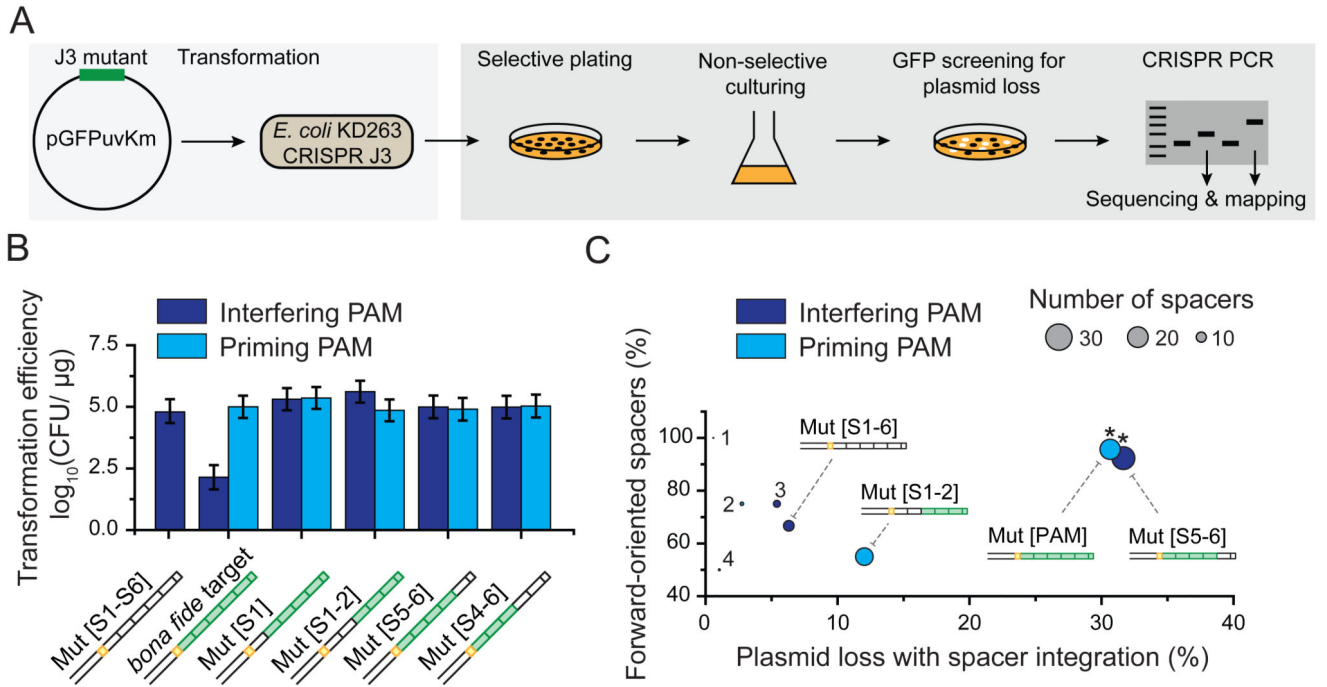 A
J3 mutant
Transformation
pGFPuvKm
E. coli KD263
CRISPR J3
Selective plating
Non-selective
culturing
GFP screening for
plasmid loss
CRISPR PCR
Sequencing & mapping
B
Interfering PAM
Priming PAM
Transformation efficiency
log10(CFU/ µg)
7.5
5.0
2.5
0.0
Mut [S1-S6]
bona fide target
Mut [S1]
Mut [S1-2]
Mut [S5-6]
Mut [S4-6]
C
Interfering PAM
Priming PAM
Number of spacers
30
20
10
Forward-oriented spacers (%)
100
80
60
40
1
2
3
4
Mut [S1-6]
Mut [S1-2]
* *
Mut [PAM]
Mut [S5-6]
0
10
20
30
40
Plasmid loss with spacer integration (%)